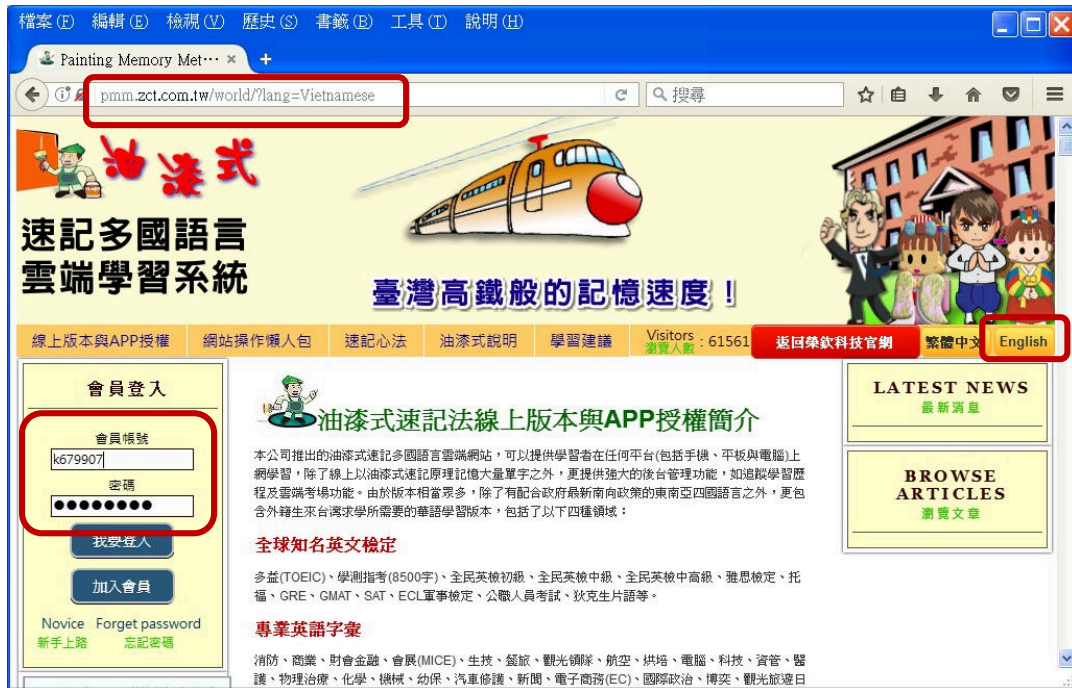 檔案(F) 編輯(E) 檢視(V) 歷史(S) 書籤(B) 工具(T) 說明(H)
Painting Memory Met…
pmm.zct.com.tw/world/?lang=Vietnamese
搜尋
油漆式
速記多國語言
雲端學習系統
臺灣高鐵般的記憶速度！
線上版本與APP授權 網站操作懶人包 速記心法 油漆式說明 學習建議 Visitors：61561 返回榮欽科技官網 繁體中文 English
瀏覽人數
會員登入
會員帳號
k679907
密碼
我要登入
加入會員
Novice Forget password
新手上路 忘記密碼
油漆式速記法線上版本與APP授權簡介
本公司推出的油漆式速記多國語言雲端網站，可以提供學習者在任何平台(包括手機、平板與電腦)上
網學習，除了線上以油漆式速記原理記憶大量單字之外，更提供強大的後台管理功能，如追蹤學習歷
程及雲端考場功能。由於版本相當眾多，除了有配合政府最新南向政策的東南亞四國語言之外，更包
含外籍生來台灣求學所需要的華語學習版本，包括了以下四種領域：
全球知名英文檢定
多益(TOEIC)、學測指考(8500字)、全民英檢初級、全民英檢中級、全民英檢中高級、雅思檢定、托
福、GRE、GMAT、SAT、ECL軍事檢定、公職人員考試、狄克生片語等。
專業英語字彙
消防、商業、財會金融、會展(MICE)、生技、餐旅、觀光領隊、航空、烘培、電腦、科技、資管、醫
護、物理治療、化學、機械、幼保、汽車修護、新聞、電子商務(EC)、國際政治、博奕、觀光旅遊日
LATEST NEWS
最新消息
BROWSE
ARTICLES
瀏覽文章